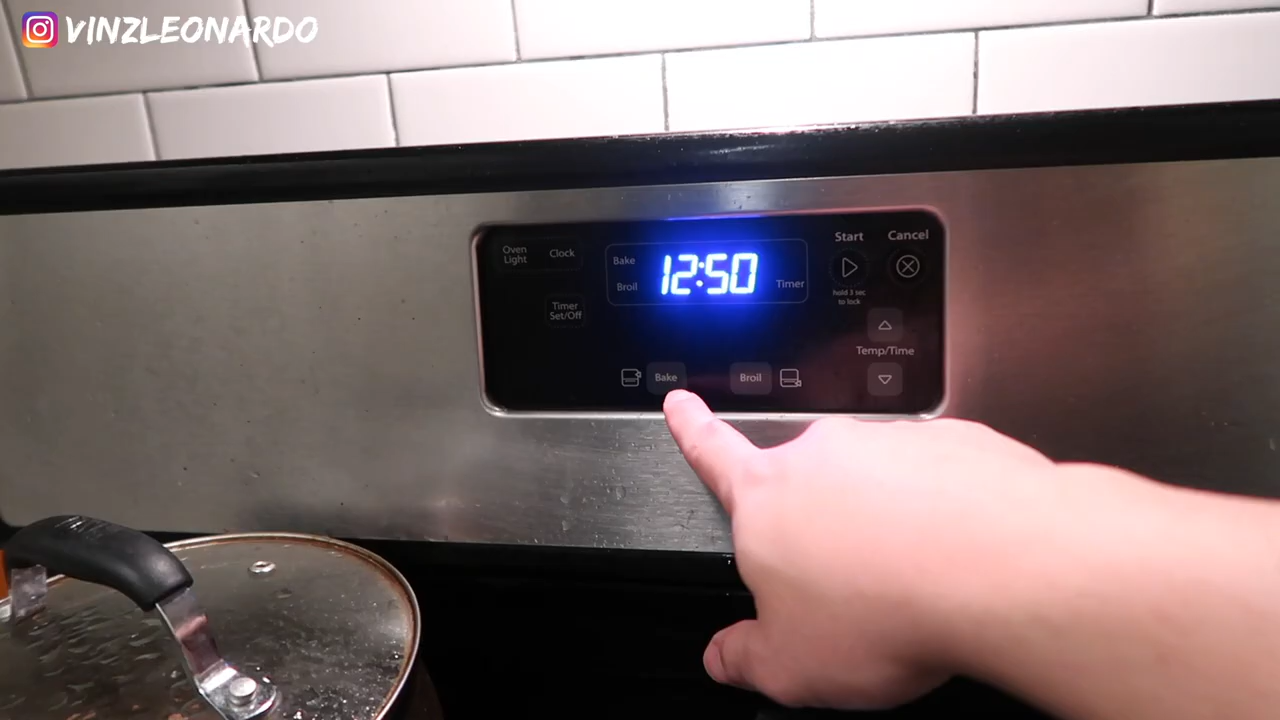 VINZLEONARDO
Oven
Light
Clock
Timer
Set/Off
Bake
Broil
12:50
Timer
Start
hold 3 sec
to lock
Cancel
Temp/Time
Bake
Broil